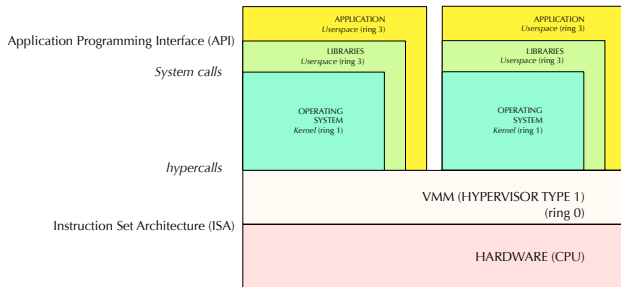 APPLICATION
Userspace (ring 3)
APPLICATION
Userspace (ring 3)
Application Programming Interface (API)
LIBRARIES
Userspace (ring 3)
LIBRARIES
Userspace (ring 3)
System calls
OPERATING
SYSTEM
Kernel (ring 1)
OPERATING
SYSTEM
Kernel (ring 1)
hypercalls
VMM (HYPERVISOR TYPE 1)
(ring 0)
Instruction Set Architecture (ISA)
HARDWARE (CPU)